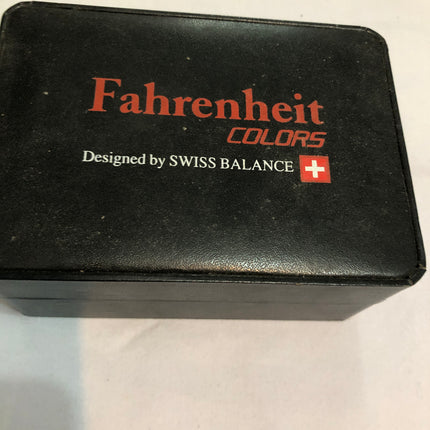 Fahrenheit
COLORS
Designed by SWISS BALANCE